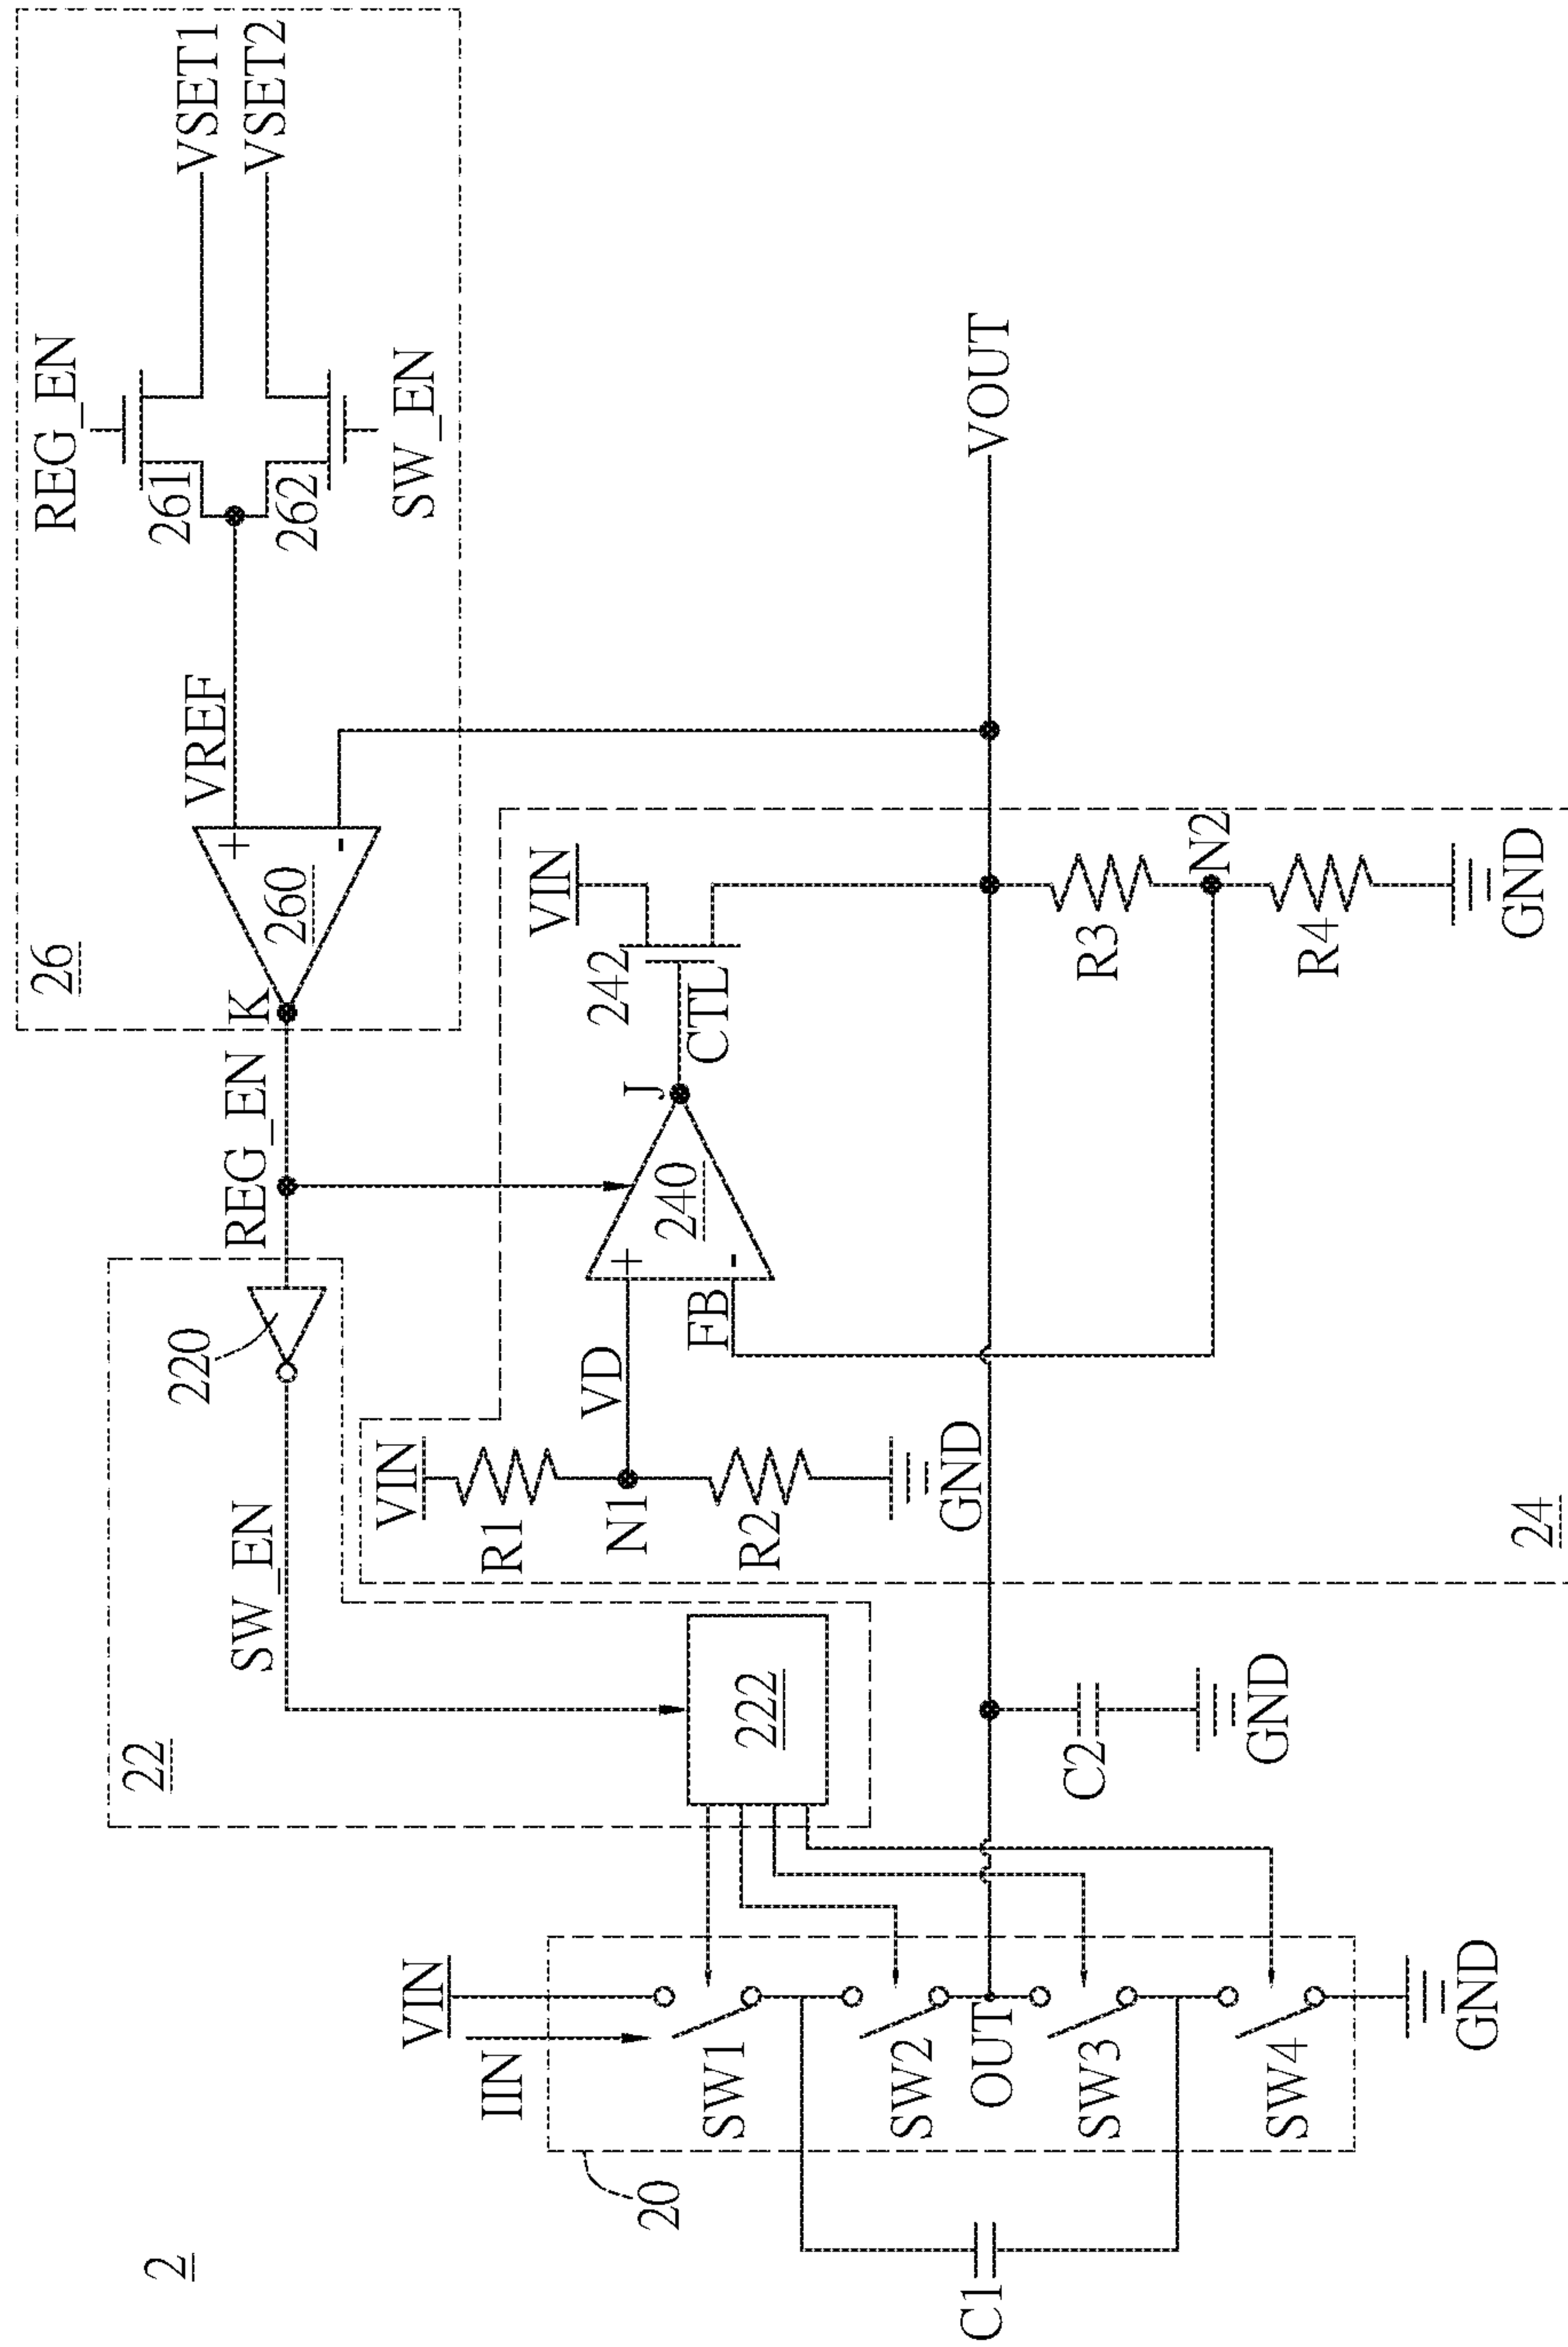 2
20
VIN
IIN
SW1
SW2
OUT
SW3
SW4
GND
C1
22
SW_EN
220
222
C2
GND
24
VIN
R1
N1
VD
R2
GND
FB
+
-
240
J
CTL
242
VIN
R3
N2
R4
GND
REG_EN
26
K
260
+
-
VREF
REG_EN
261
262
SW_EN
VSET1
VSET2
VOUT